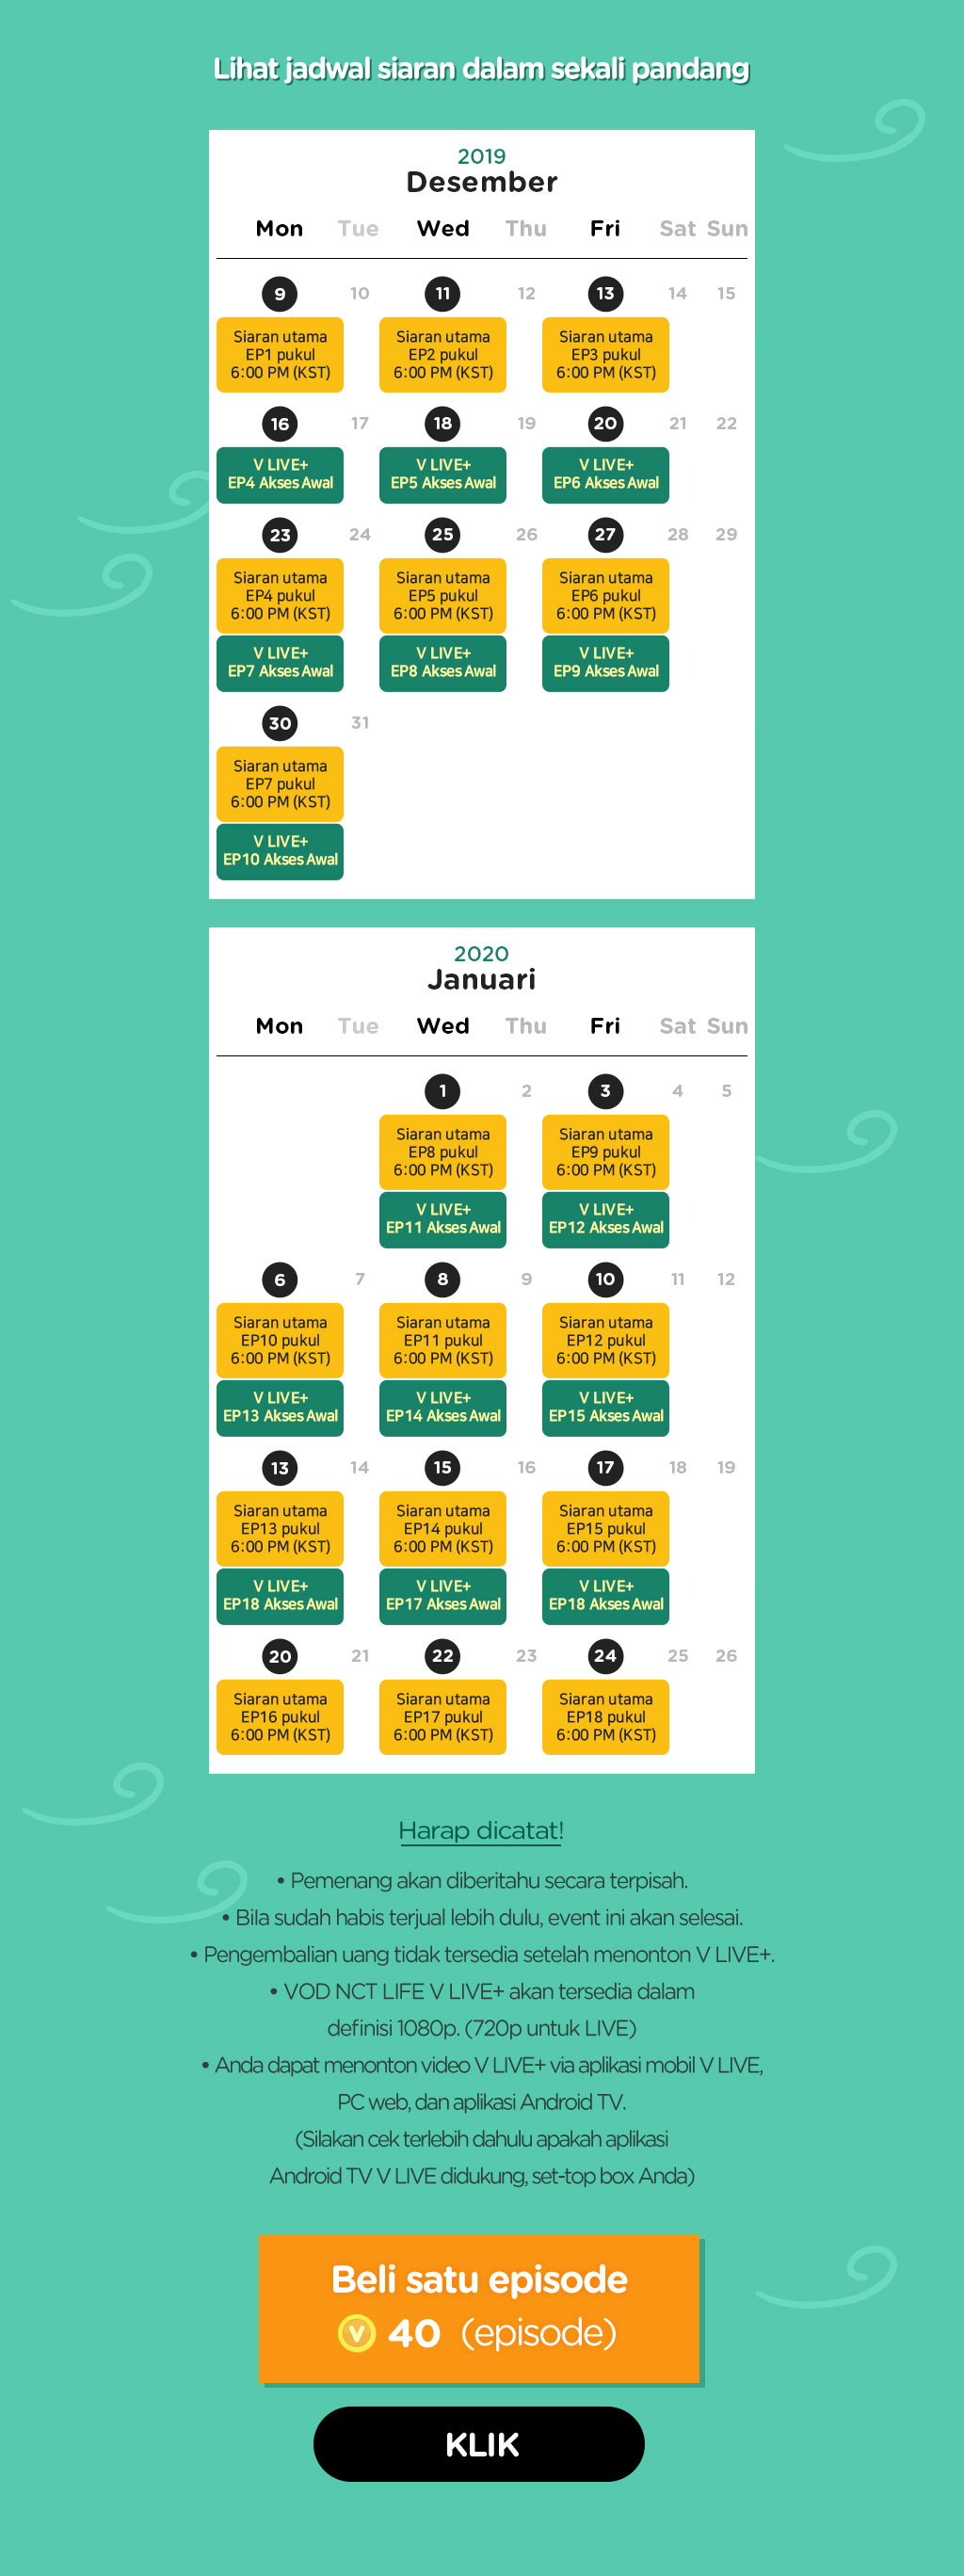 Lihat jadwal siaran dalam sekali pandang
2019
Desember
Mon Tue Wed Thu Fri Sat Sun
9 10 11 12 13 14 15
Siaran utama
EP1 pukul
6:00 PM (KST)
Siaran utama
EP2 pukul
6:00 PM (KST)
Siaran utama
EP3 pukul
6:00 PM (KST)
16 17 18 19 20 21 22
V LIVE+
EP4 Akses Awal
V LIVE+
EP5 Akses Awal
V LIVE+
EP6 Akses Awal
23 24 25 26 27 28 29
Siaran utama
EP4 pukul
6:00 PM (KST)
Siaran utama
EP5 pukul
6:00 PM (KST)
Siaran utama
EP6 pukul
6:00 PM (KST)
V LIVE+
EP7 Akses Awal
V LIVE+
EP8 Akses Awal
V LIVE+
EP9 Akses Awal
30 31
Siaran utama
EP7 pukul
6:00 PM (KST)
V LIVE+
EP10 Akses Awal
2020
Januari
Mon Tue Wed Thu Fri Sat Sun
1 2 3 4 5
Siaran utama
EP8 pukul
6:00 PM (KST)
Siaran utama
EP9 pukul
6:00 PM (KST)
V LIVE+
EP11 Akses Awal
V LIVE+
EP12 Akses Awal
6 7 8 9 10 11 12
Siaran utama
EP10 pukul
6:00 PM (KST)
Siaran utama
EP11 pukul
6:00 PM (KST)
Siaran utama
EP12 pukul
6:00 PM (KST)
V LIVE+
EP13 Akses Awal
V LIVE+
EP14 Akses Awal
V LIVE+
EP15 Akses Awal
13 14 15 16 17 18 19
Siaran utama
EP13 pukul
6:00 PM (KST)
Siaran utama
EP14 pukul
6:00 PM (KST)
Siaran utama
EP15 pukul
6:00 PM (KST)
V LIVE+
EP18 Akses Awal
V LIVE+
EP17 Akses Awal
V LIVE+
EP18 Akses Awal
20 21 22 23 24 25 26
Siaran utama
EP16 pukul
6:00 PM (KST)
Siaran utama
EP17 pukul
6:00 PM (KST)
Siaran utama
EP18 pukul
6:00 PM (KST)
Harap dicatat!
• Pemenang akan diberitahu secara terpisah.
• Bila sudah habis terjual lebih dulu, event ini akan selesai.
• Pengembalian uang tidak tersedia setelah menonton V LIVE+.
• VOD NCT LIFE V LIVE+ akan tersedia dalam
definisi 1080p. (720p untuk LIVE)
• Anda dapat menonton video V LIVE+ via aplikasi mobil V LIVE,
PC web, dan aplikasi Android TV.
(Silakan cek terlebih dahulu apakah aplikasi
Android TV V LIVE didukung, set-top box Anda)
Beli satu episode
V 40 (episode)
KLIK